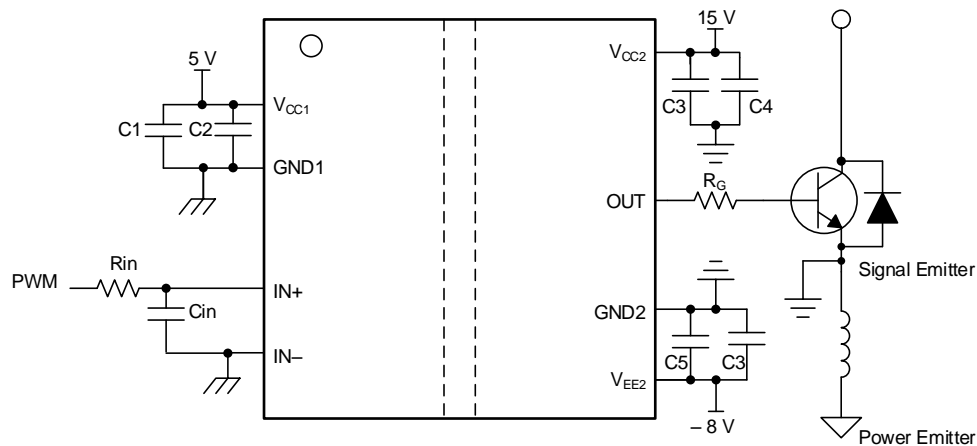 15 V
5 V
VCC2
VCC1
C1
C2
C3
C4
GND1
RG
OUT
PWM
Rin
IN+
Signal Emitter
Cin
GND2
IN–
C5
C3
VEE2
– 8 V
Power Emitter